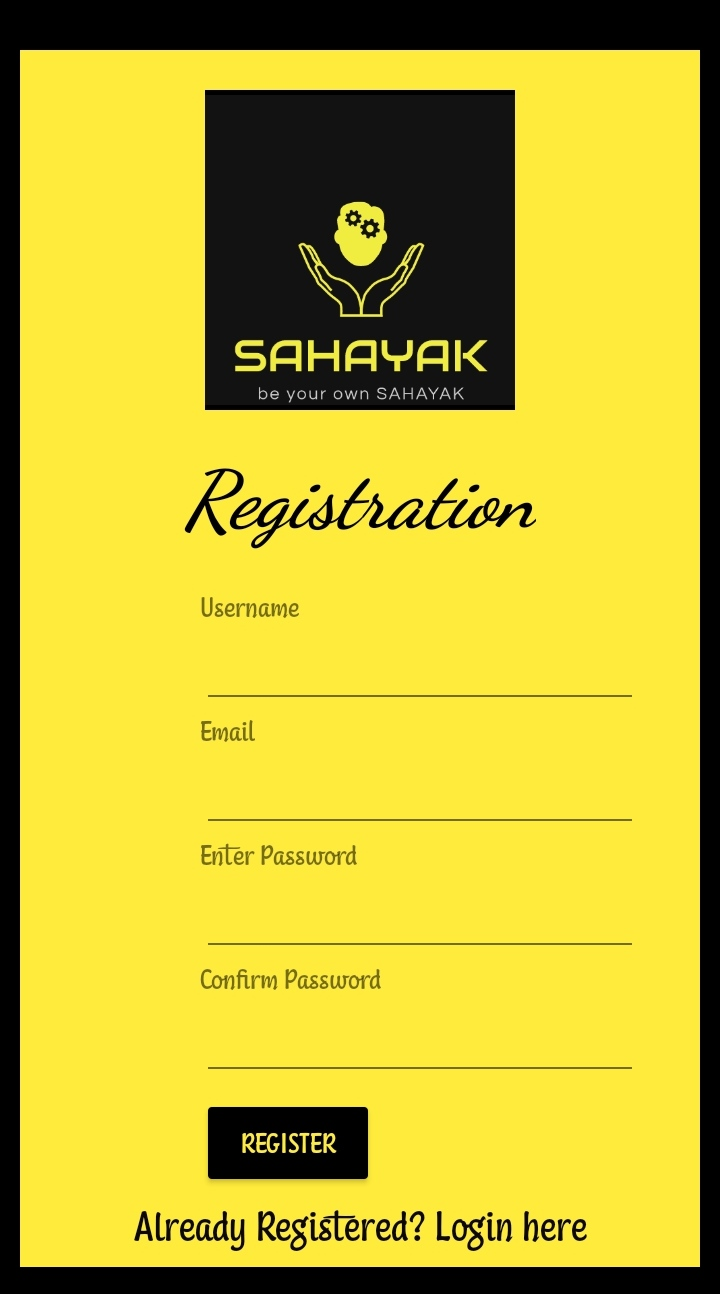 SAHAYAK
be your own SAHAYAK
Registration
Username
Email
Enter Password
Confirm Password
REGISTER
Already Registered? Login here